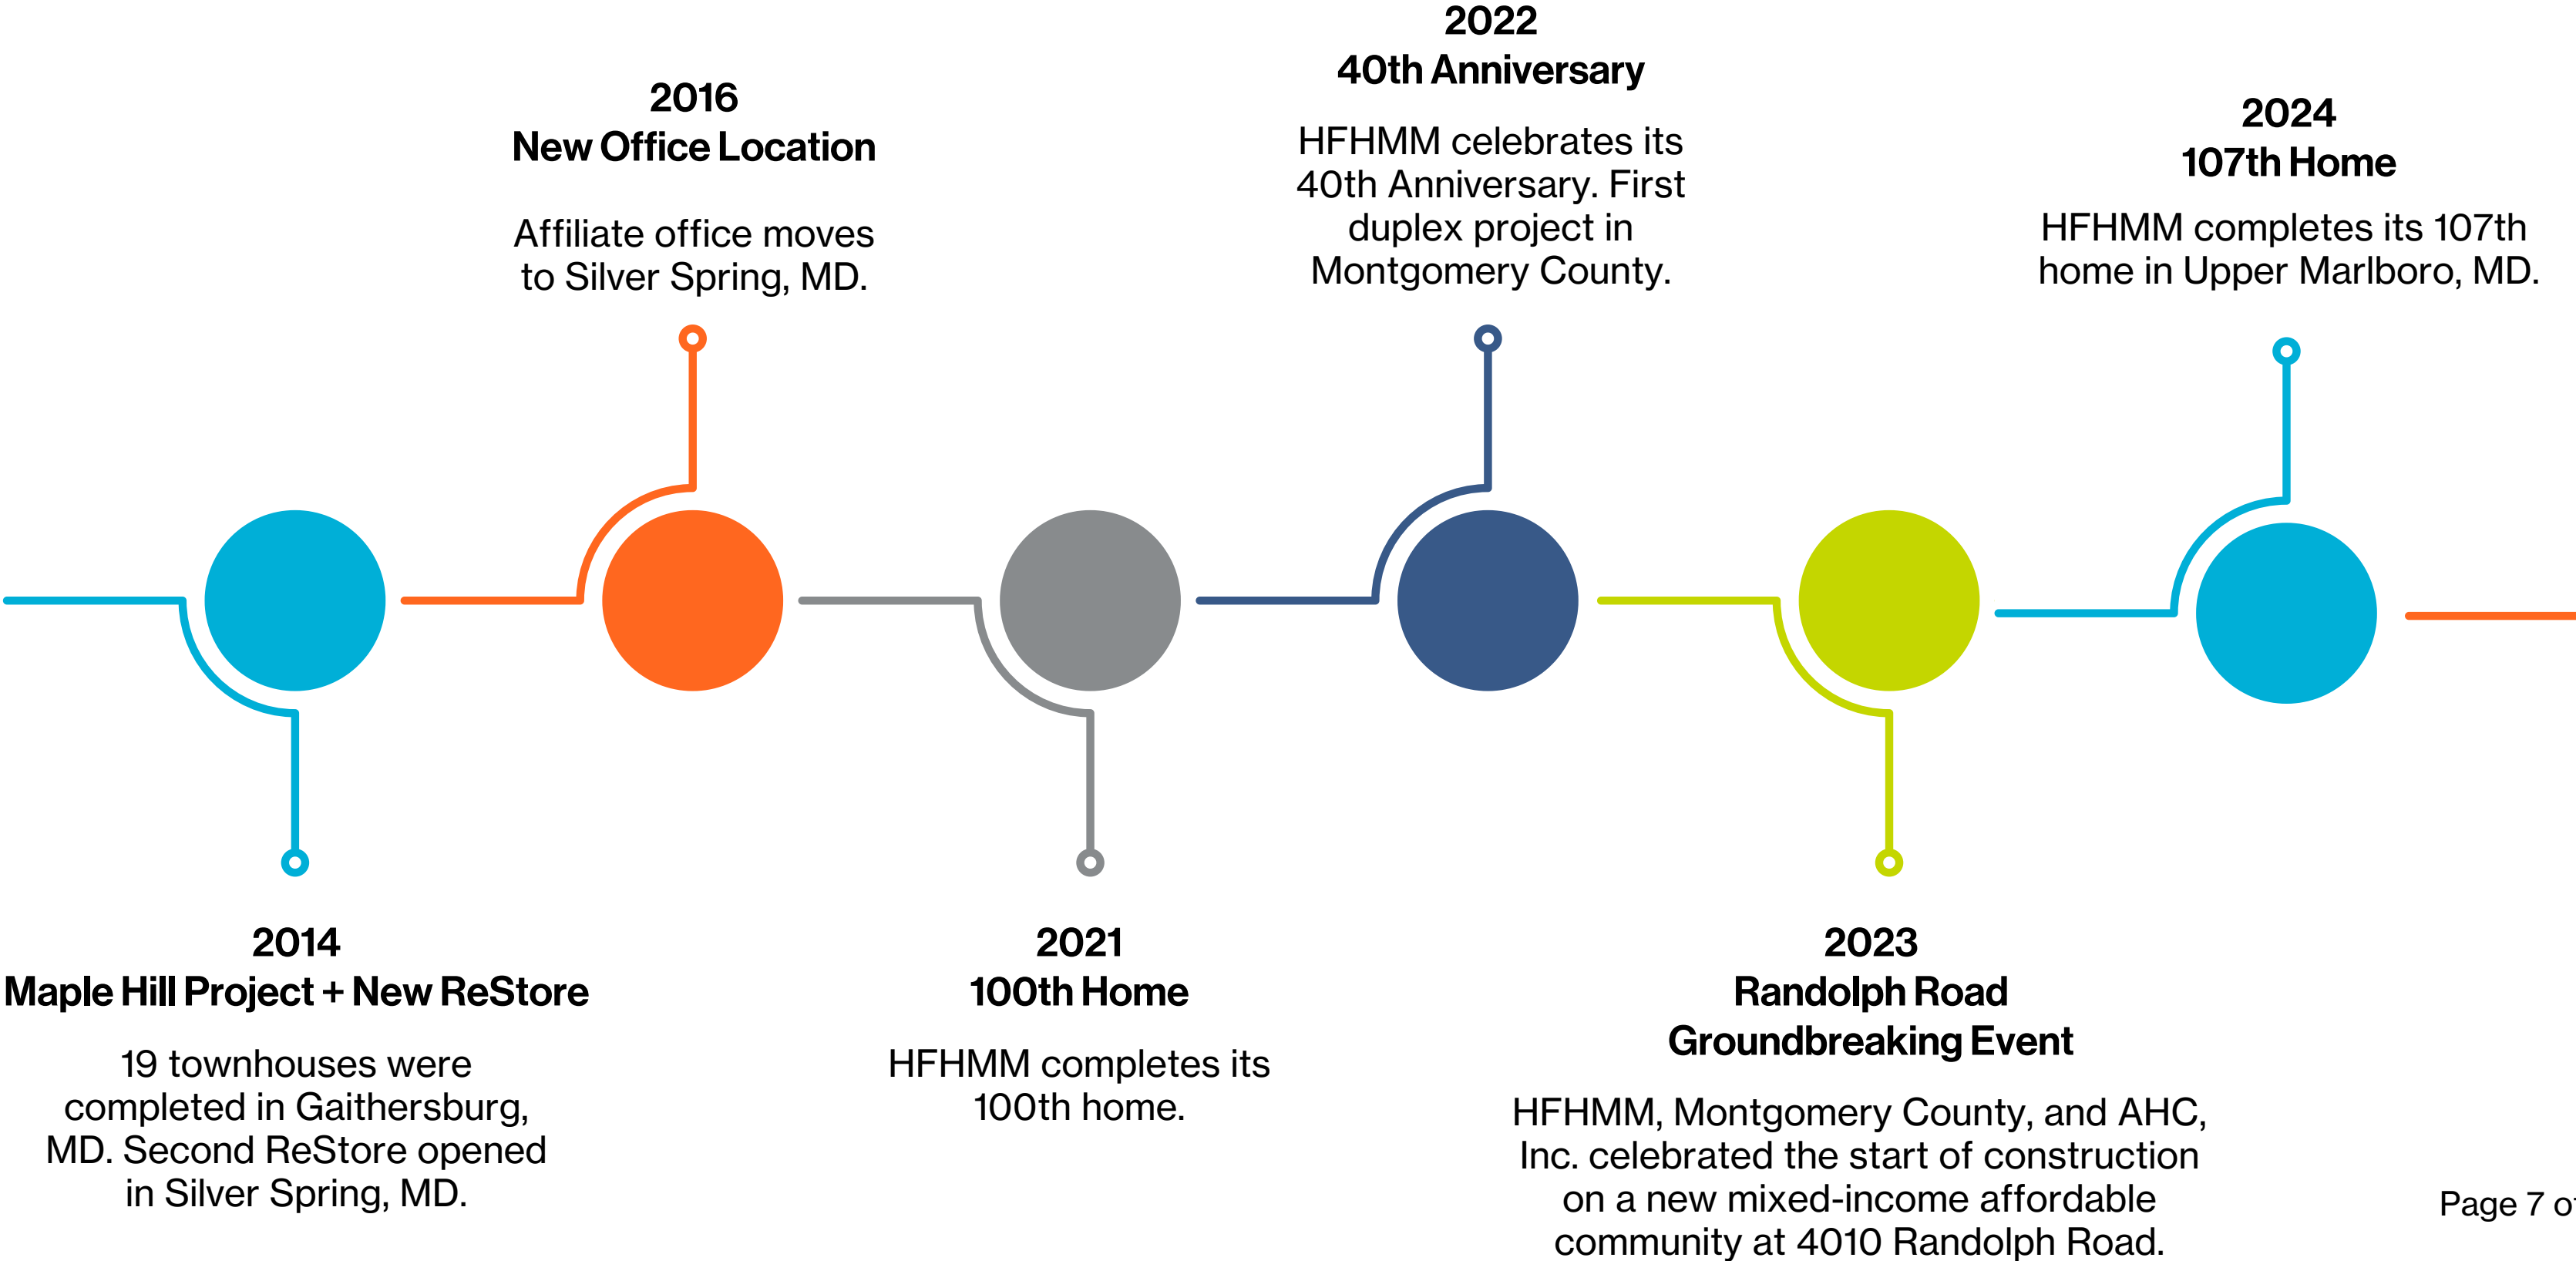 2014
Maple Hill Project + New ReStore
19 townhouses were
completed in Gaithersburg,
MD. Second ReStore opened
in Silver Spring, MD.
2016
New Office Location
Affiliate office moves
to Silver Spring, MD.
2021
100th Home
HFHMM completes its
100th home.
2022
40th Anniversary
HFHMM celebrates its
40th Anniversary. First
duplex project in
Montgomery County.
2023
Randolph Road
Groundbreaking Event
HFHMM, Montgomery County, and AHC,
Inc. celebrated the start of construction
on a new mixed-income affordable
community at 4010 Randolph Road.
2024
107th Home
HFHMM completes its 107th
home in Upper Marlboro, MD.
Page 7 of